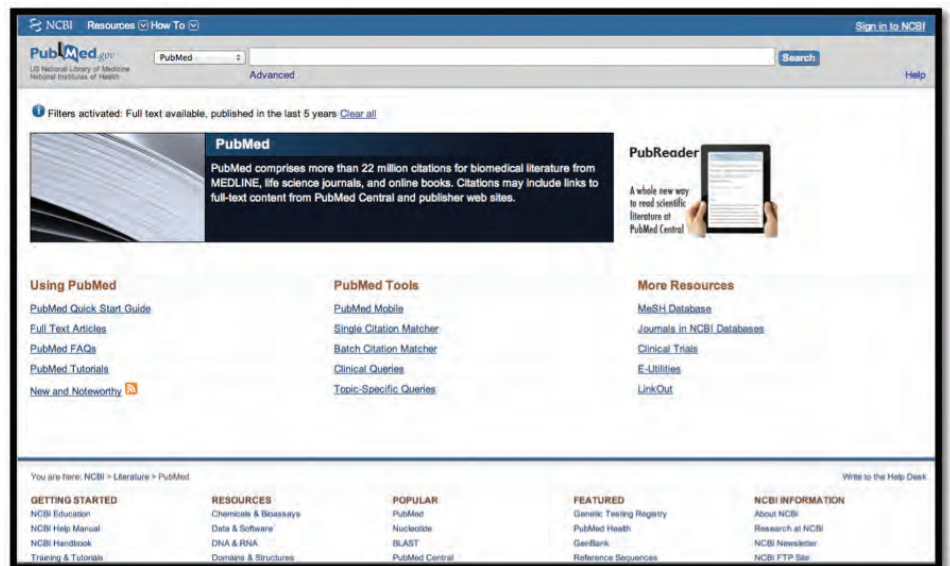 NCBI Resources How To Sign in to NCBI
PubMed.gov
US National Library of Medicine
National Institutes of Health
PubMed
Search
Advanced
Help
Filters activated: Full text available, published in the last 5 years Clear all
PubMed
PubMed comprises more than 22 million citations for biomedical literature from
MEDLINE, life science journals, and online books. Citations may include links to
full-text content from PubMed Central and publisher web sites.
PubReader
A whole new way
to read scientific
literature at
PubMed Central
Using PubMed
PubMed Quick Start Guide
Full Text Articles
PubMed FAQs
PubMed Tutorials
New and Noteworthy
PubMed Tools
PubMed Mobile
Single Citation Matcher
Batch Citation Matcher
Clinical Queries
Topic-Specific Queries
More Resources
MeSH Database
Journals in NCBI Databases
Clinical Trials
E-Utilities
LinkOut
You are here: NCBI > Literature > PubMed
Write to the Help Desk
GETTING STARTED
NCBI Education
NCBI Help Manual
NCBI Handbook
Training & Tutorials
RESOURCES
Chemicals & Bioassays
Data & Software
DNA & RNA
Domains & Structures
POPULAR
PubMed
Nucleotide
BLAST
PubMed Central
FEATURED
Genetic Testing Registry
PubMed Health
GenBank
Reference Sequences
NCBI INFORMATION
About NCBI
Research at NCBI
NCBI Newsletter
NCBI FTP Site